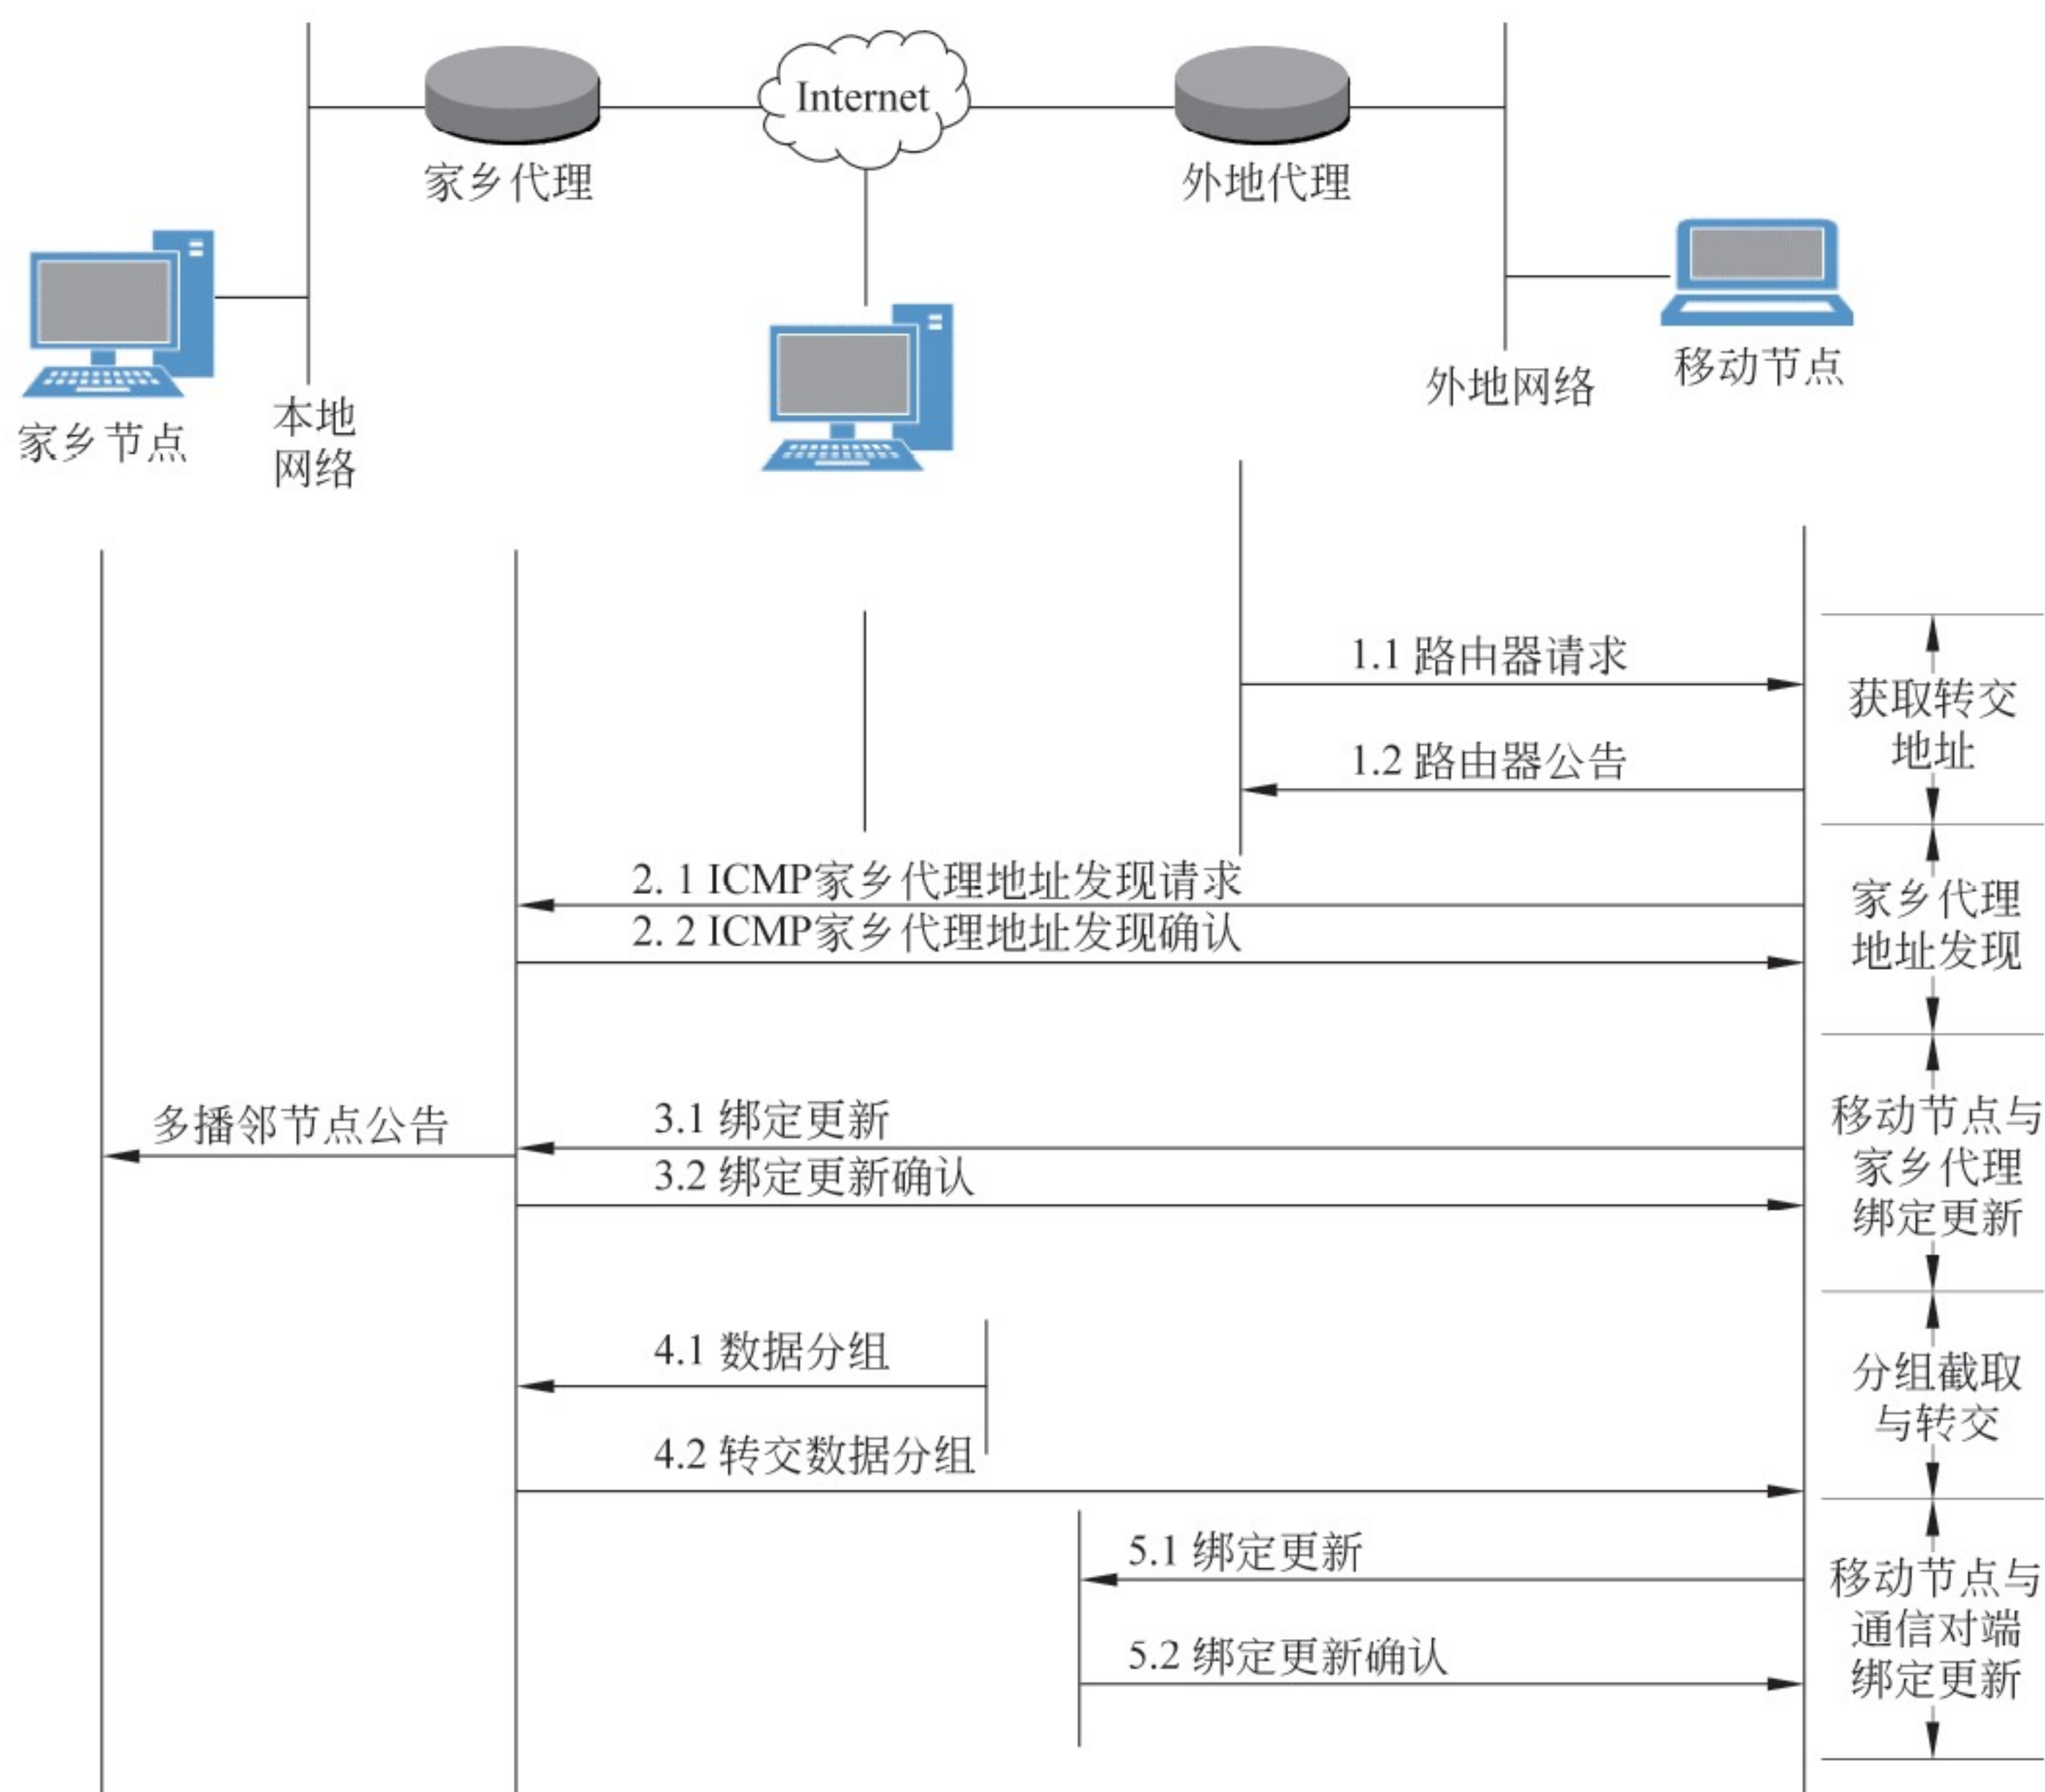 Internet
家乡代理
外地代理
家乡节点
本地
网络
外地网络
移动节点
1.1 路由器请求
1.2 路由器公告
获取转交
地址
2. 1 ICMP家乡代理地址发现请求
2. 2 ICMP家乡代理地址发现确认
家乡代理
地址发现
多播邻节点公告
3.1 绑定更新
3.2 绑定更新确认
移动节点与
家乡代理
绑定更新
4.1 数据分组
4.2 转交数据分组
分组截取
与转交
5.1 绑定更新
5.2 绑定更新确认
移动节点与
通信对端
绑定更新